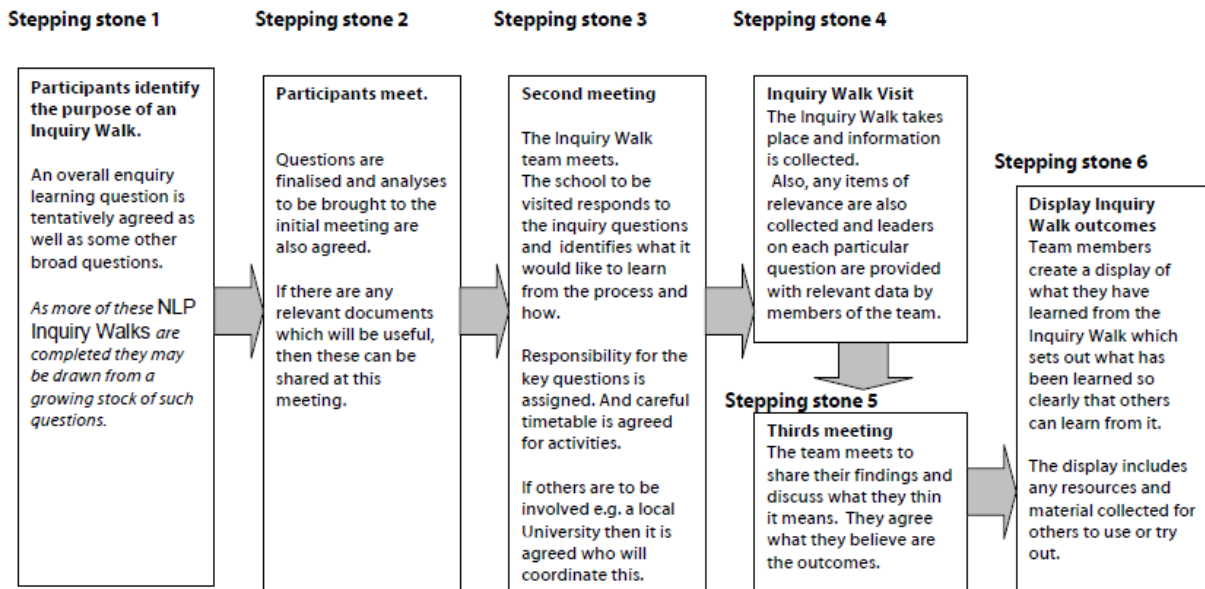 Stepping stone 1
Participants identify
the purpose of an
Inquiry Walk.
An overall enquiry
learning question is
tentatively agreed as
well as some other
broad questions.
As more of these NLP
Inquiry Walks are
completed they may
be drawn from a
growing stock of such
questions.
Stepping stone 2
Participants meet.
Questions are
finalised and analyses
to be brought to the
initial meeting are
also agreed.
If there are any
relevant documents
which will be useful,
then these can be
shared at this
meeting.
Stepping stone 3
Second meeting
The Inquiry Walk
team meets.
The school to be
visited responds to
the inquiry questions
and identifies what it
would like to learn
from the process and
how.
Responsibility for the
key questions is
assigned. And careful
timetable is agreed
for activities.
If others are to be
involved e.g. a local
University then it is
agreed who will
coordinate this.
Stepping stone 4
Inquiry Walk Visit
The Inquiry Walk takes
place and information
is collected.
Also, any items of
relevance are also
collected and leaders
on each particular
question are provided
with relevant data by
members of the team.
Stepping stone 5
Thirds meeting
The team meets to
share their findings and
discuss what they thin
it means. They agree
what they believe are
the outcomes.
Stepping stone 6
Display Inquiry
Walk outcomes
Team members
create a display of
what they have
learned from the
Inquiry Walk which
sets out what has
been learned so
clearly that others
can learn from it.
The display includes
any resources and
material collected for
others to use or try
out.